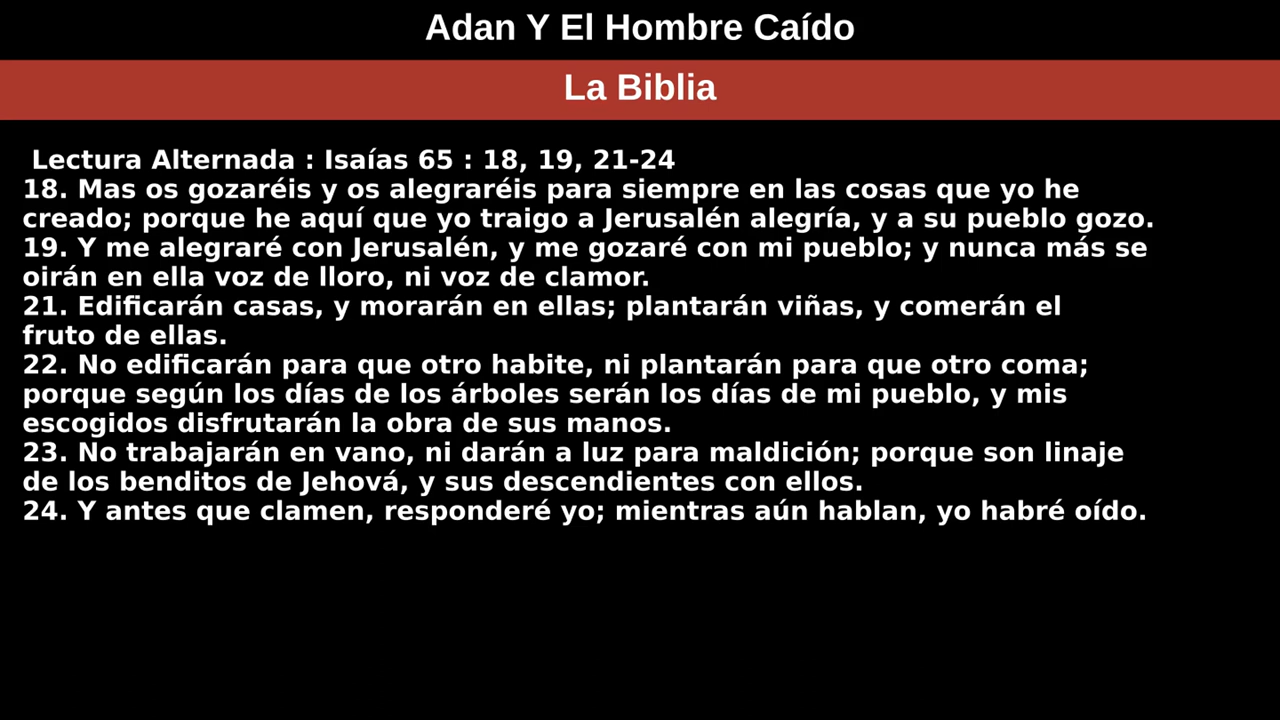 Adan Y El Hombre Caído
La Biblia
Lectura Alternada : Isaías 65 : 18, 19, 21-24
18. Mas os gozaréis y os alegraréis para siempre en las cosas que yo he
creado; porque he aquí que yo traigo a Jerusalén alegría, y a su pueblo gozo.
19. Y me alegraré con Jerusalén, y me gozaré con mi pueblo; y nunca más se
oirán en ella voz de lloro, ni voz de clamor.
21. Edificarán casas, y morarán en ellas; plantarán viñas, y comerán el
fruto de ellas.
22. No edificarán para que otro habite, ni plantarán para que otro coma;
porque según los días de los árboles serán los días de mi pueblo, y mis
escogidos disfrutarán la obra de sus manos.
23. No trabajarán en vano, ni darán a luz para maldición; porque son linaje
de los benditos de Jehová, y sus descendientes con ellos.
24. Y antes que clamen, responderé yo; mientras aún hablan, yo habré oído.